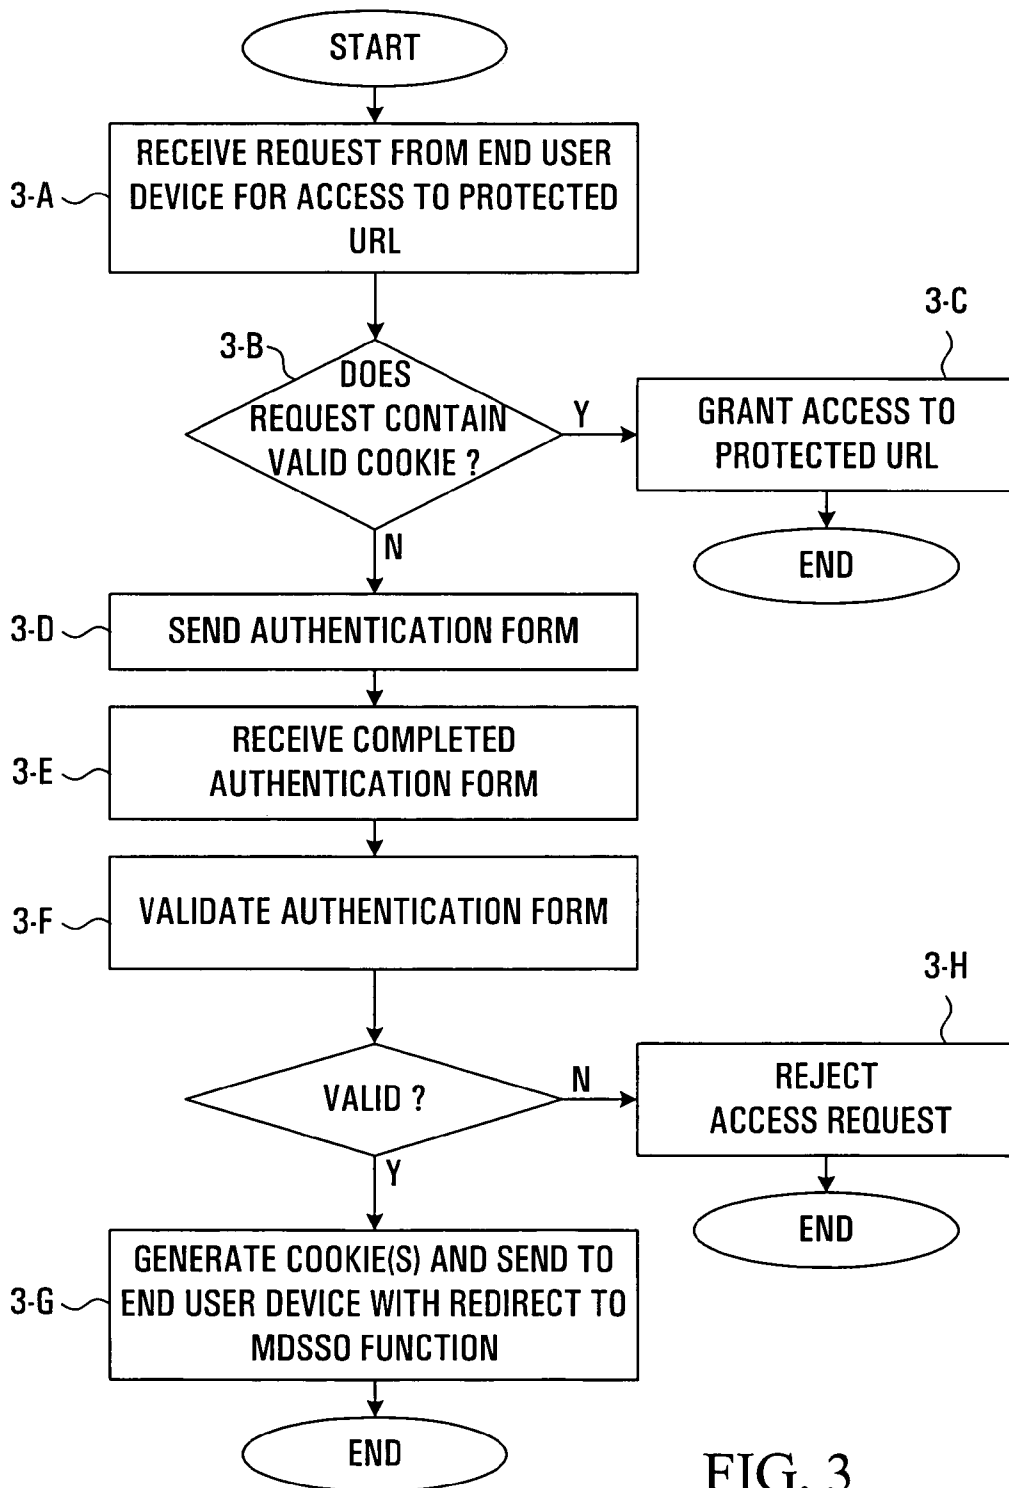 START
3-A
RECEIVE REQUEST FROM END USER
DEVICE FOR ACCESS TO PROTECTED
URL
3-B
DOES
REQUEST CONTAIN
VALID COOKIE ?
Y
3-C
GRANT ACCESS TO
PROTECTED URL
END
N
3-D
SEND AUTHENTICATION FORM
3-E
RECEIVE COMPLETED
AUTHENTICATION FORM
3-F
VALIDATE AUTHENTICATION FORM
VALID ?
N
3-H
REJECT
ACCESS REQUEST
END
Y
3-G
GENERATE COOKIE(S) AND SEND TO
END USER DEVICE WITH REDIRECT TO
MDSSO FUNCTION
END
FIG. 3